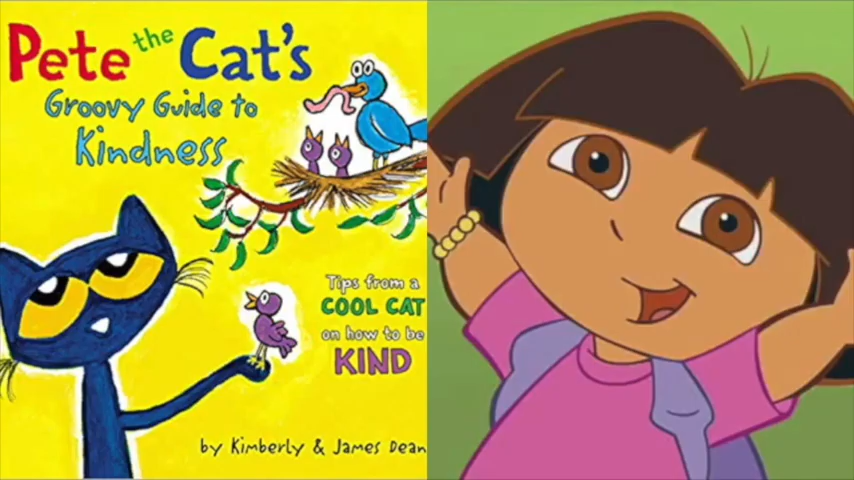 Pete the Cat's
Groovy Guide to
Kindness
Tips from a
COOL CAT
on how to be
KIND
by Kimberly & James Dean